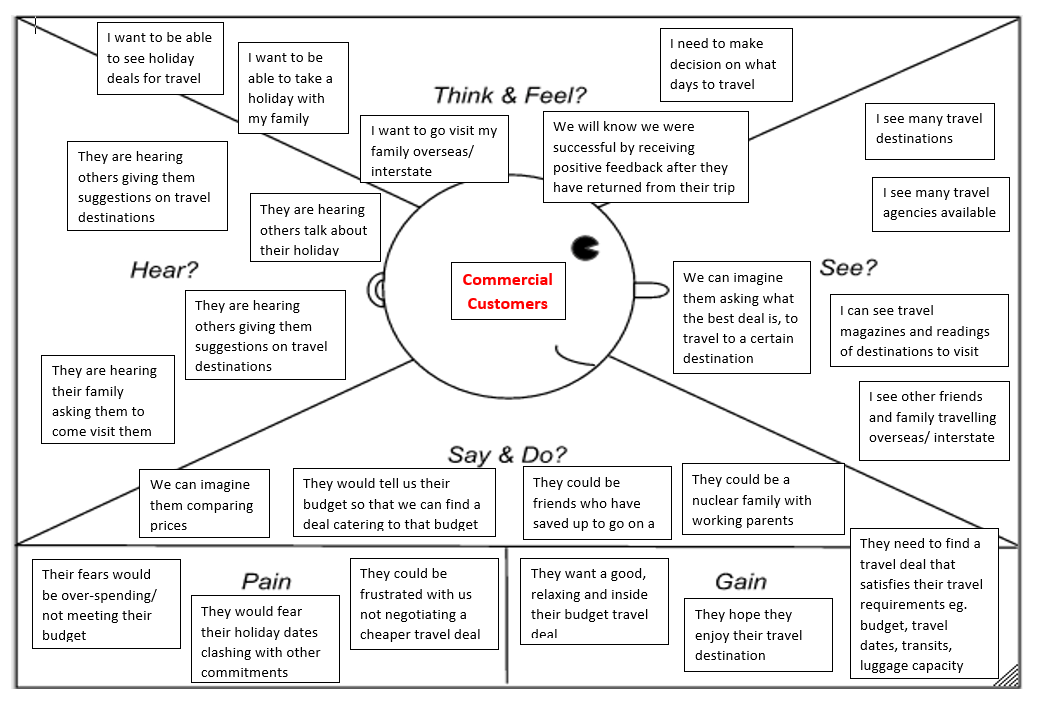 I want to be able
to see holiday
deals for travel
I want to be
able to take a
holiday with
my family
Think & Feel?
I want to go visit my
family overseas/
interstate
We will know we were
successful by receiving
positive feedback after they
have returned from their trip
I need to make
decision on what
days to travel
They are hearing
others giving them
suggestions on travel
destinations
They are hearing
others talk about
their holiday
Hear?
They are hearing
others giving them
suggestions on travel
destinations
They are hearing
their family
asking them to
come visit them
Commercial
Customers
I see many travel
destinations
I see many travel
agencies available
See?
We can imagine
them asking what
the best deal is, to
travel to a certain
destination
I can see travel
magazines and readings
of destinations to visit
I see other friends
and family travelling
overseas/ interstate
Say & Do?
We can imagine
them comparing
prices
They would tell us their
budget so that we can find a
deal catering to that budget
They could be
friends who have
saved up to go on a
They could be a
nuclear family with
working parents
Pain
Their fears would
be over-spending/
not meeting their
budget
They would fear
their holiday dates
clashing with other
commitments
They could be
frustrated with us
not negotiating a
cheaper travel deal
Gain
They want a good,
relaxing and inside
their budget travel
deal
They hope they
enjoy their travel
destination
They need to find a
travel deal that
satisfies their travel
requirements eg.
budget, travel
dates, transits,
luggage capacity